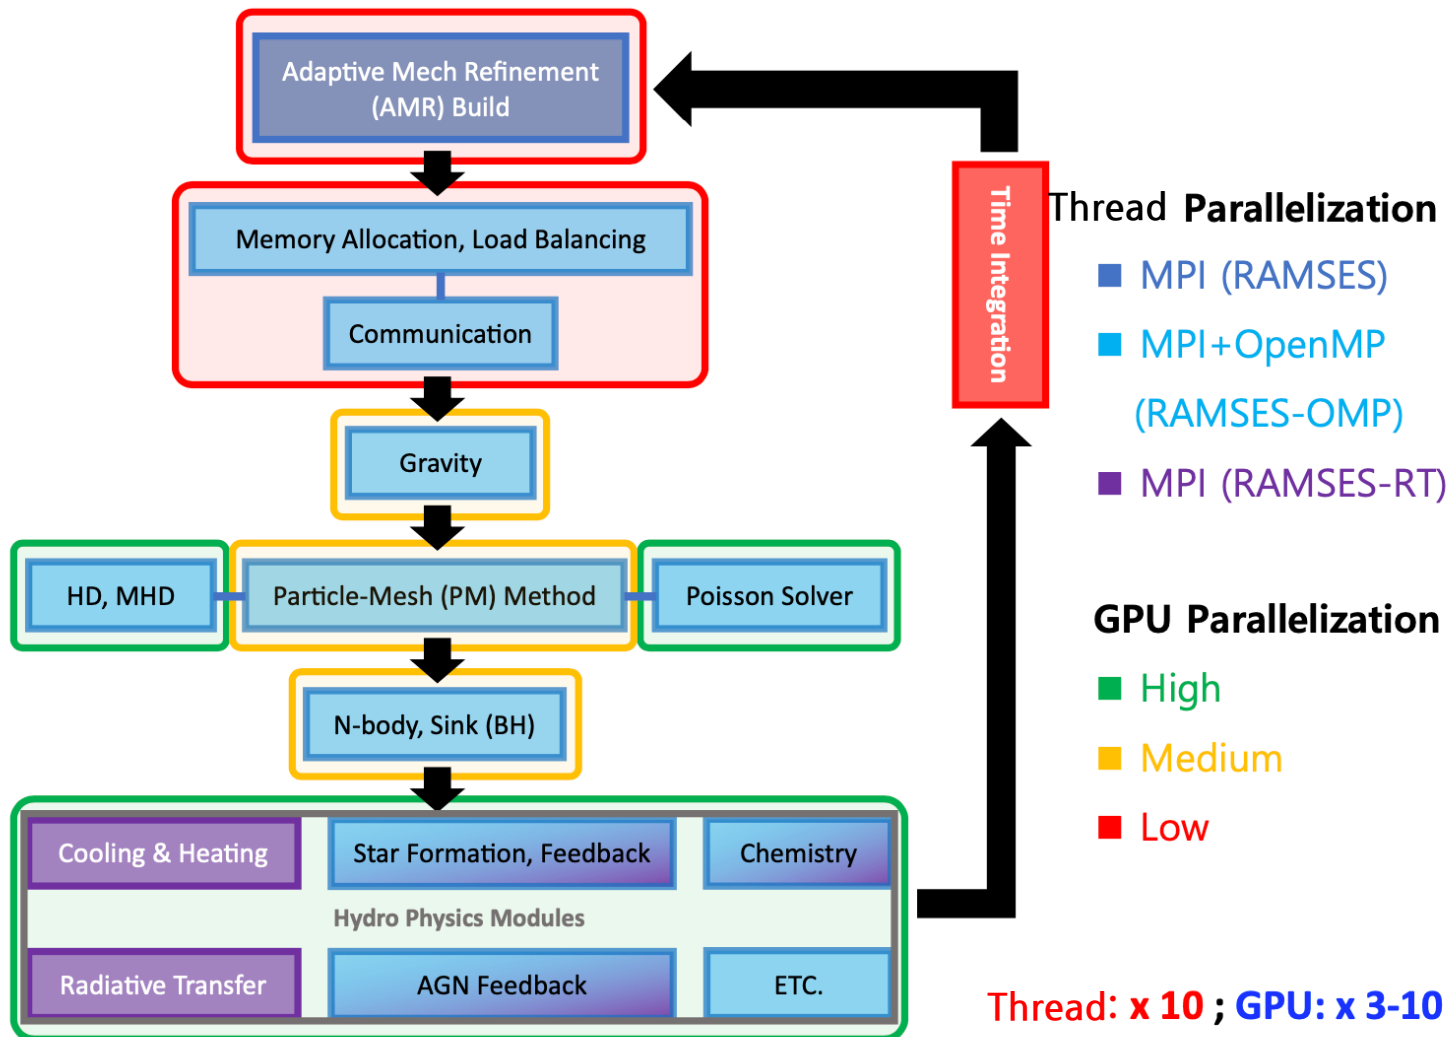 Adaptive Mech Refinement
(AMR) Build
Memory Allocation, Load Balancing
Communication
Gravity
HD, MHD
Particle-Mesh (PM) Method
Poisson Solver
N-body, Sink (BH)
Cooling & Heating
Star Formation, Feedback
Chemistry
Hydro Physics Modules
Radiative Transfer
AGN Feedback
ETC.
Time Integration
Thread Parallelization
MPI (RAMSES)
MPI+OpenMP
(RAMSES-OMP)
MPI (RAMSES-RT)
GPU Parallelization
High
Medium
Low
Thread: x 10 ; GPU: x 3-10